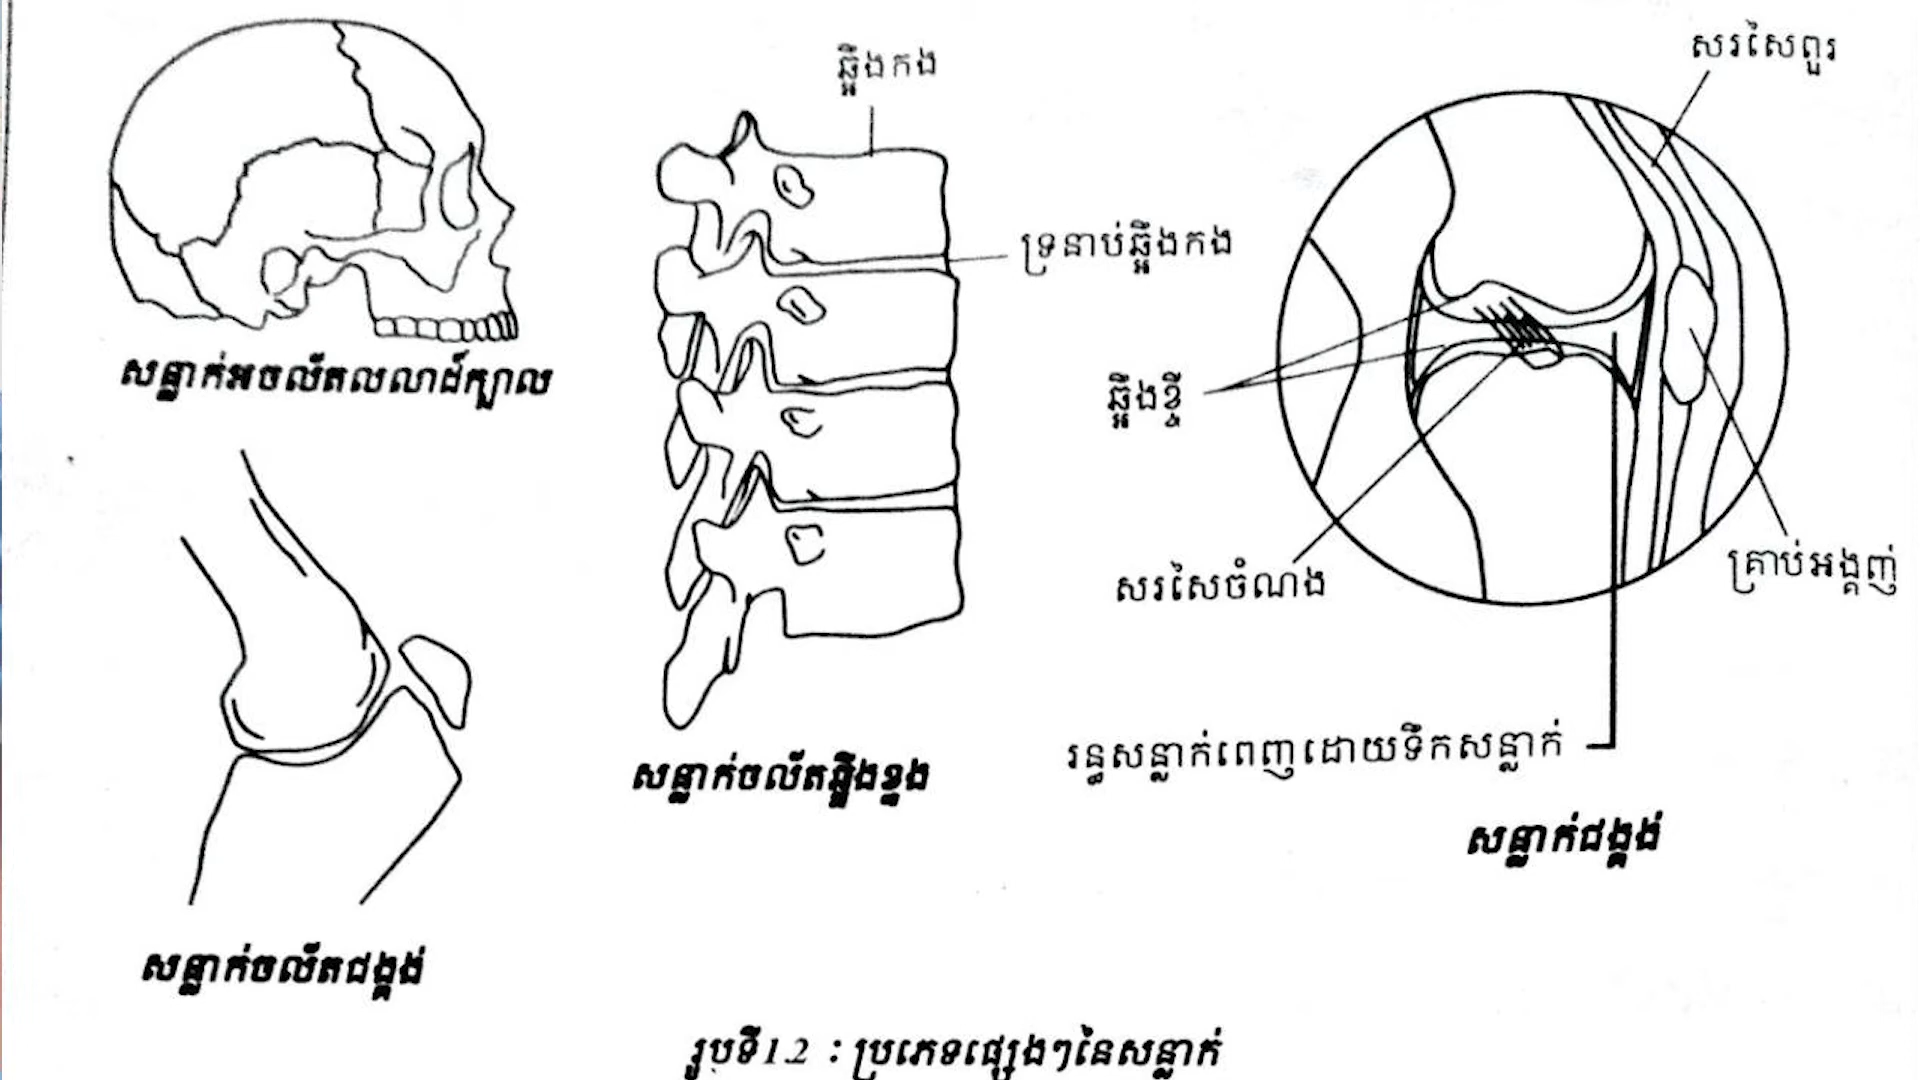 ឆ្អឹងកង
សរសៃពួរ
ទ្រនាប់ឆ្អឹងកង
សន្លាក់អចល័តលលាដ៍ក្បាល
ឆ្អឹងខ្ចី
សរសៃចំណង
គ្រាប់អង្គញ់
រន្ធសន្លាក់ពេញដោយទឹកសន្លាក់
សន្លាក់ចល័តឆ្អឹងខ្នង
សន្លាក់ជង្គង់
សន្លាក់ចល័តជង្គង់
រូបទី1.2 : ប្រភេទផ្សេងៗនៃសន្លាក់